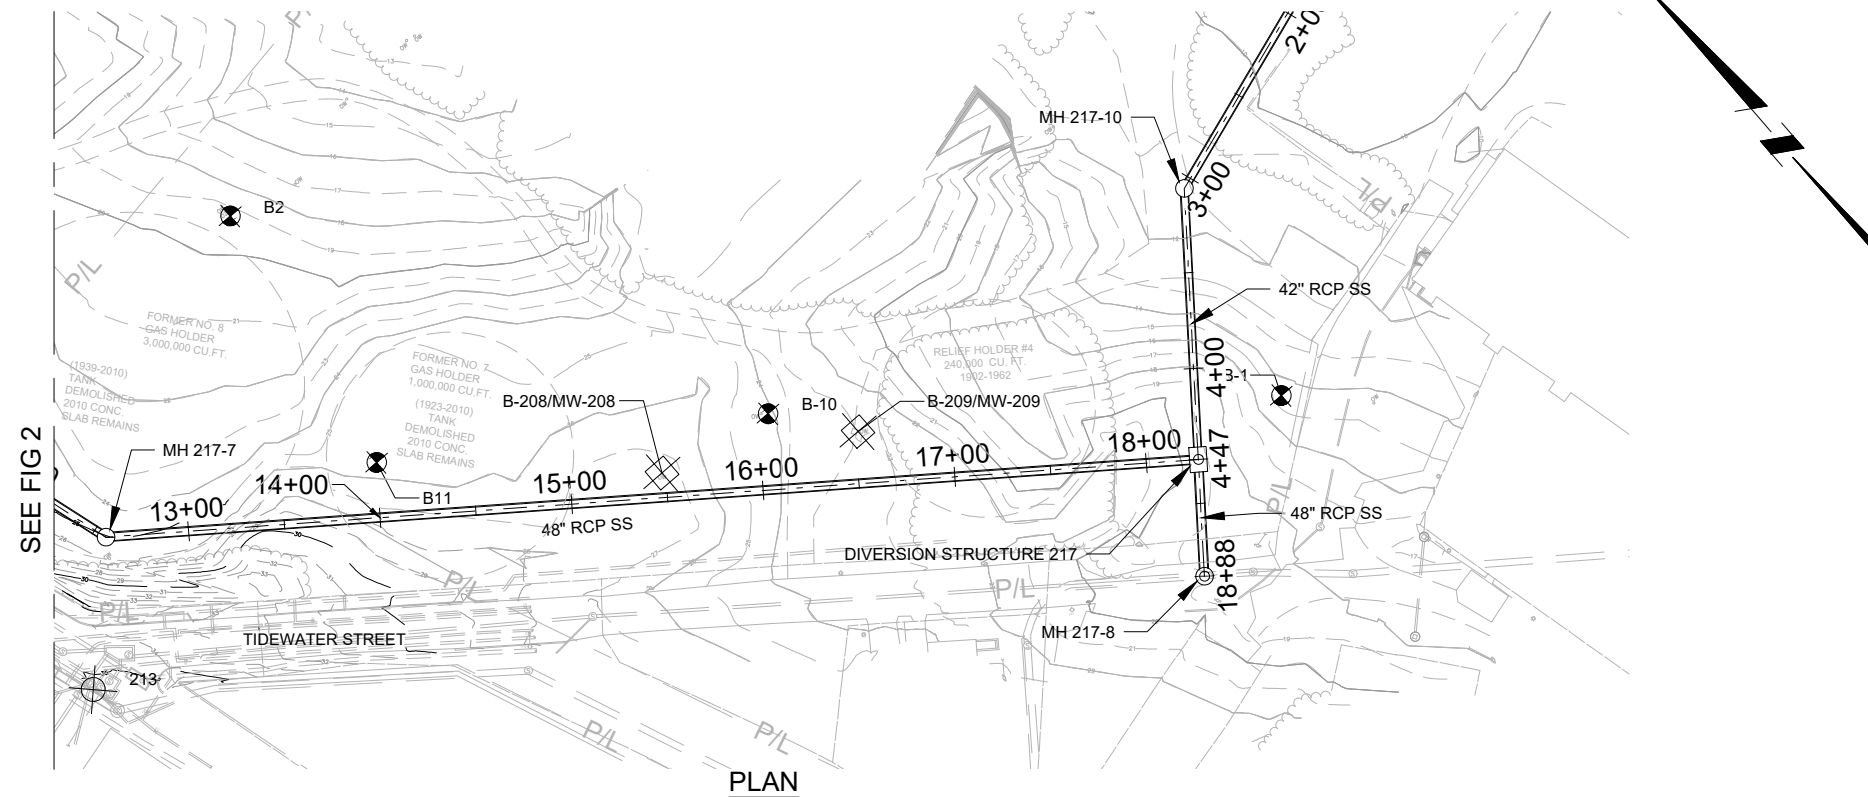 P/L
2+0
MH 217-10
3+00
P/L
B2
P/L
42" RCP SS
FORMER NO. 8
GAS HOLDER
3,000,000 CU.FT.
(1939-2010)
TANK
DEMOLISHED
2010 CONC.
SLAB REMAINS
FORMER NO. 7
GAS HOLDER
1,000,000 CU.FT.
(1923-2010)
TANK
DEMOLISHED
2010 CONC.
SLAB REMAINS
RELIEF HOLDER #4
240,000 CU. FT.
1902-1962
4+00
B-1
B-208/MW-208
B-10
B-209/MW-209
SEE FIG 2
MH 217-7
13+00
14+00
B11
15+00
16+00
17+00
18+00
4+47
48" RCP SS
P/L
48" RCP SS
DIVERSION STRUCTURE 217
18+88
P/L
P/L
P/L
TIDEWATER STREET
MH 217-8
213
P/L
P/L
PLAN